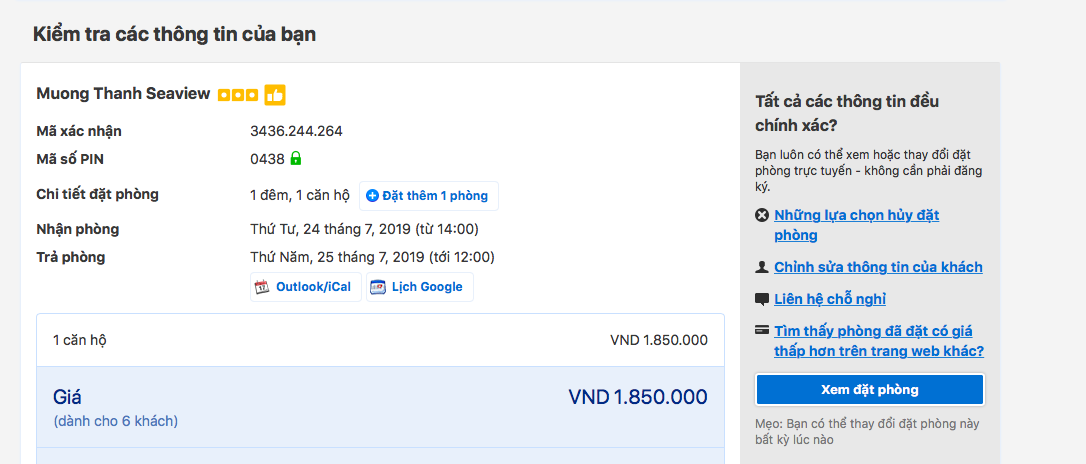 Kiểm tra các thông tin của bạn
Muong Thanh Seaview
Mã xác nhận 3436.244.264
Mã số PIN 0438
Chi tiết đặt phòng 1 đêm, 1 căn hộ Đặt thêm 1 phòng
Nhận phòng Thứ Tư, 24 tháng 7, 2019 (từ 14:00)
Trả phòng Thứ Năm, 25 tháng 7, 2019 (tới 12:00)
17 Outlook/iCal Lịch Google
1 căn hộ VND 1.850.000
Giá VND 1.850.000
(dành cho 6 khách)
Tất cả các thông tin đều
chính xác?
Bạn luôn có thể xem hoặc thay đổi đặt
phòng trực tuyến - không cần phải đăng
ký.
Những lựa chọn hủy đặt
phòng
Chỉnh sửa thông tin của khách
Liên hệ chỗ nghỉ
Tìm thấy phòng đã đặt có giá
thấp hơn trên trang web khác?
Xem đặt phòng
Mẹo: Bạn có thể thay đổi đặt phòng này
bất kỳ lúc nào